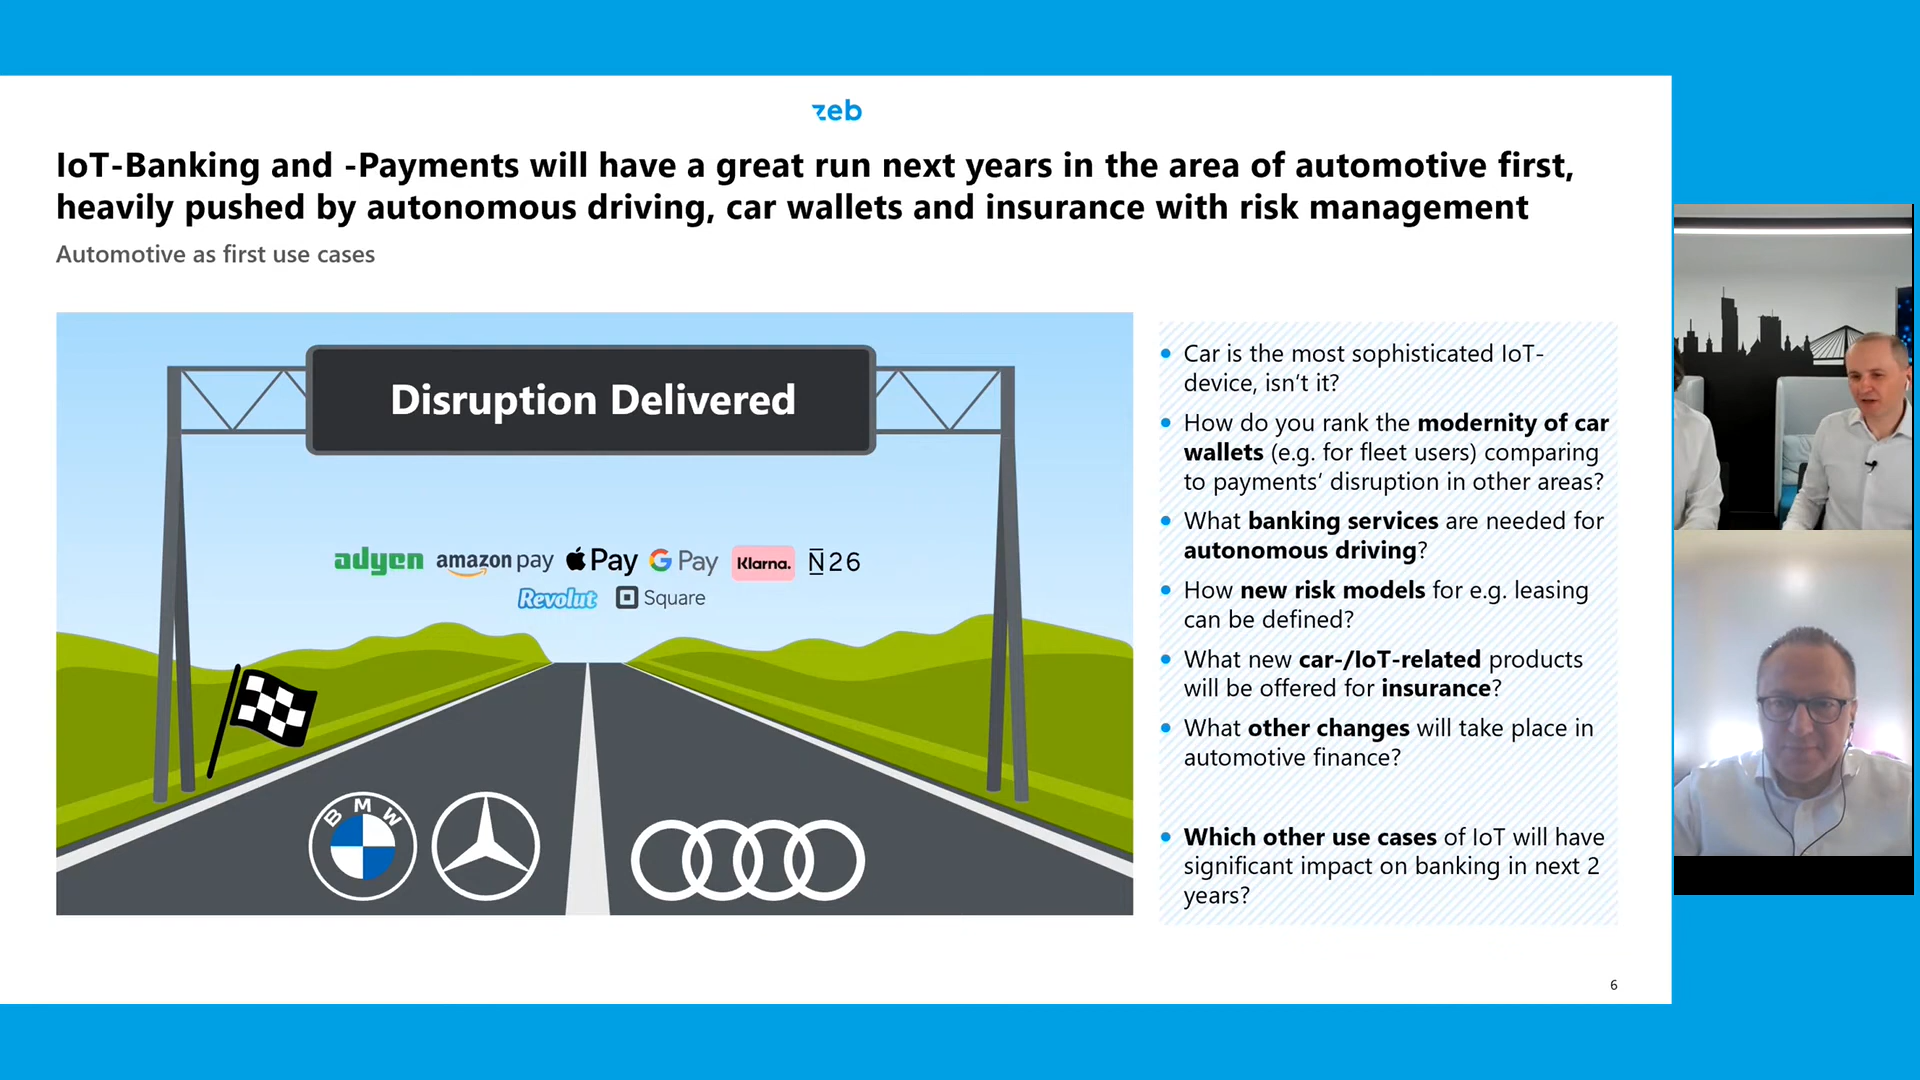 zeb
IoT-Banking and -Payments will have a great run next years in the area of automotive first,
heavily pushed by autonomous driving, car wallets and insurance with risk management
Automotive as first use cases
Disruption Delivered
adyen amazon pay Pay G Pay Klarna. N26
Revolut Square
BMW
• Car is the most sophisticated IoT-
device, isn’t it?
• How do you rank the modernity of car
wallets (e.g. for fleet users) comparing
to payments’ disruption in other areas?
• What banking services are needed for
autonomous driving?
• How new risk models for e.g. leasing
can be defined?
• What new car-/IoT-related products
will be offered for insurance?
• What other changes will take place in
automotive finance?
• Which other use cases of IoT will have
significant impact on banking in next 2
years?
6